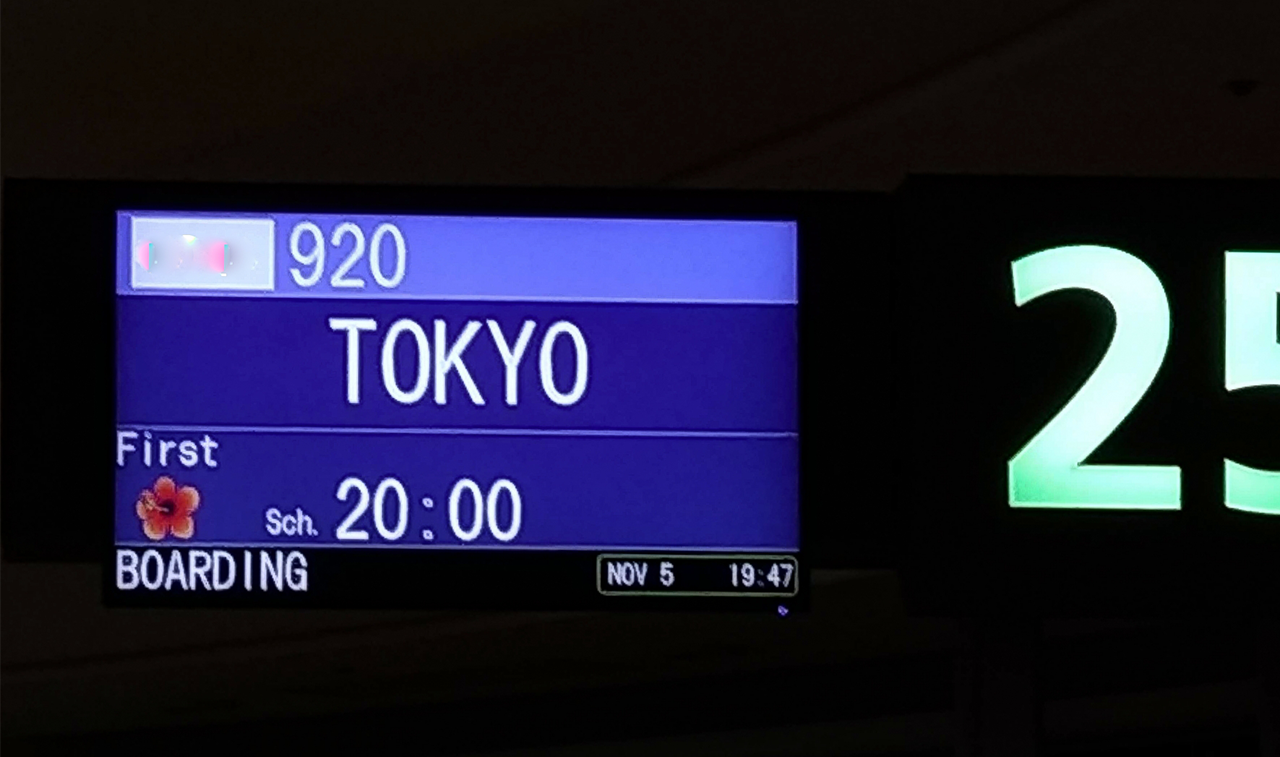 920
TOKYO
First
Sch. 20:00
BOARDING
NOV 5 19:47
25